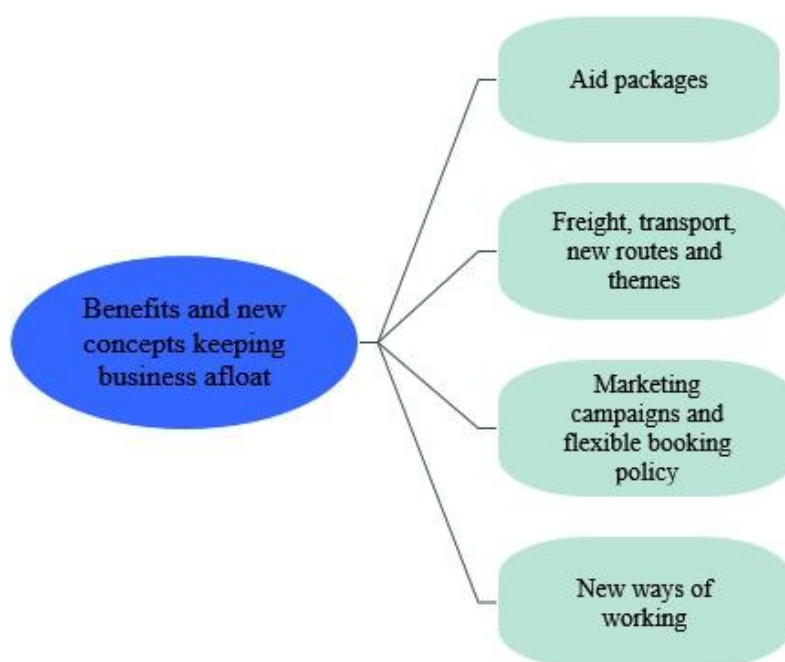 Benefits and new
concepts keeping
business afloat
Aid packages
Freight, transport,
new routes and
themes
Marketing
campaigns and
flexible booking
policy
New ways of
working